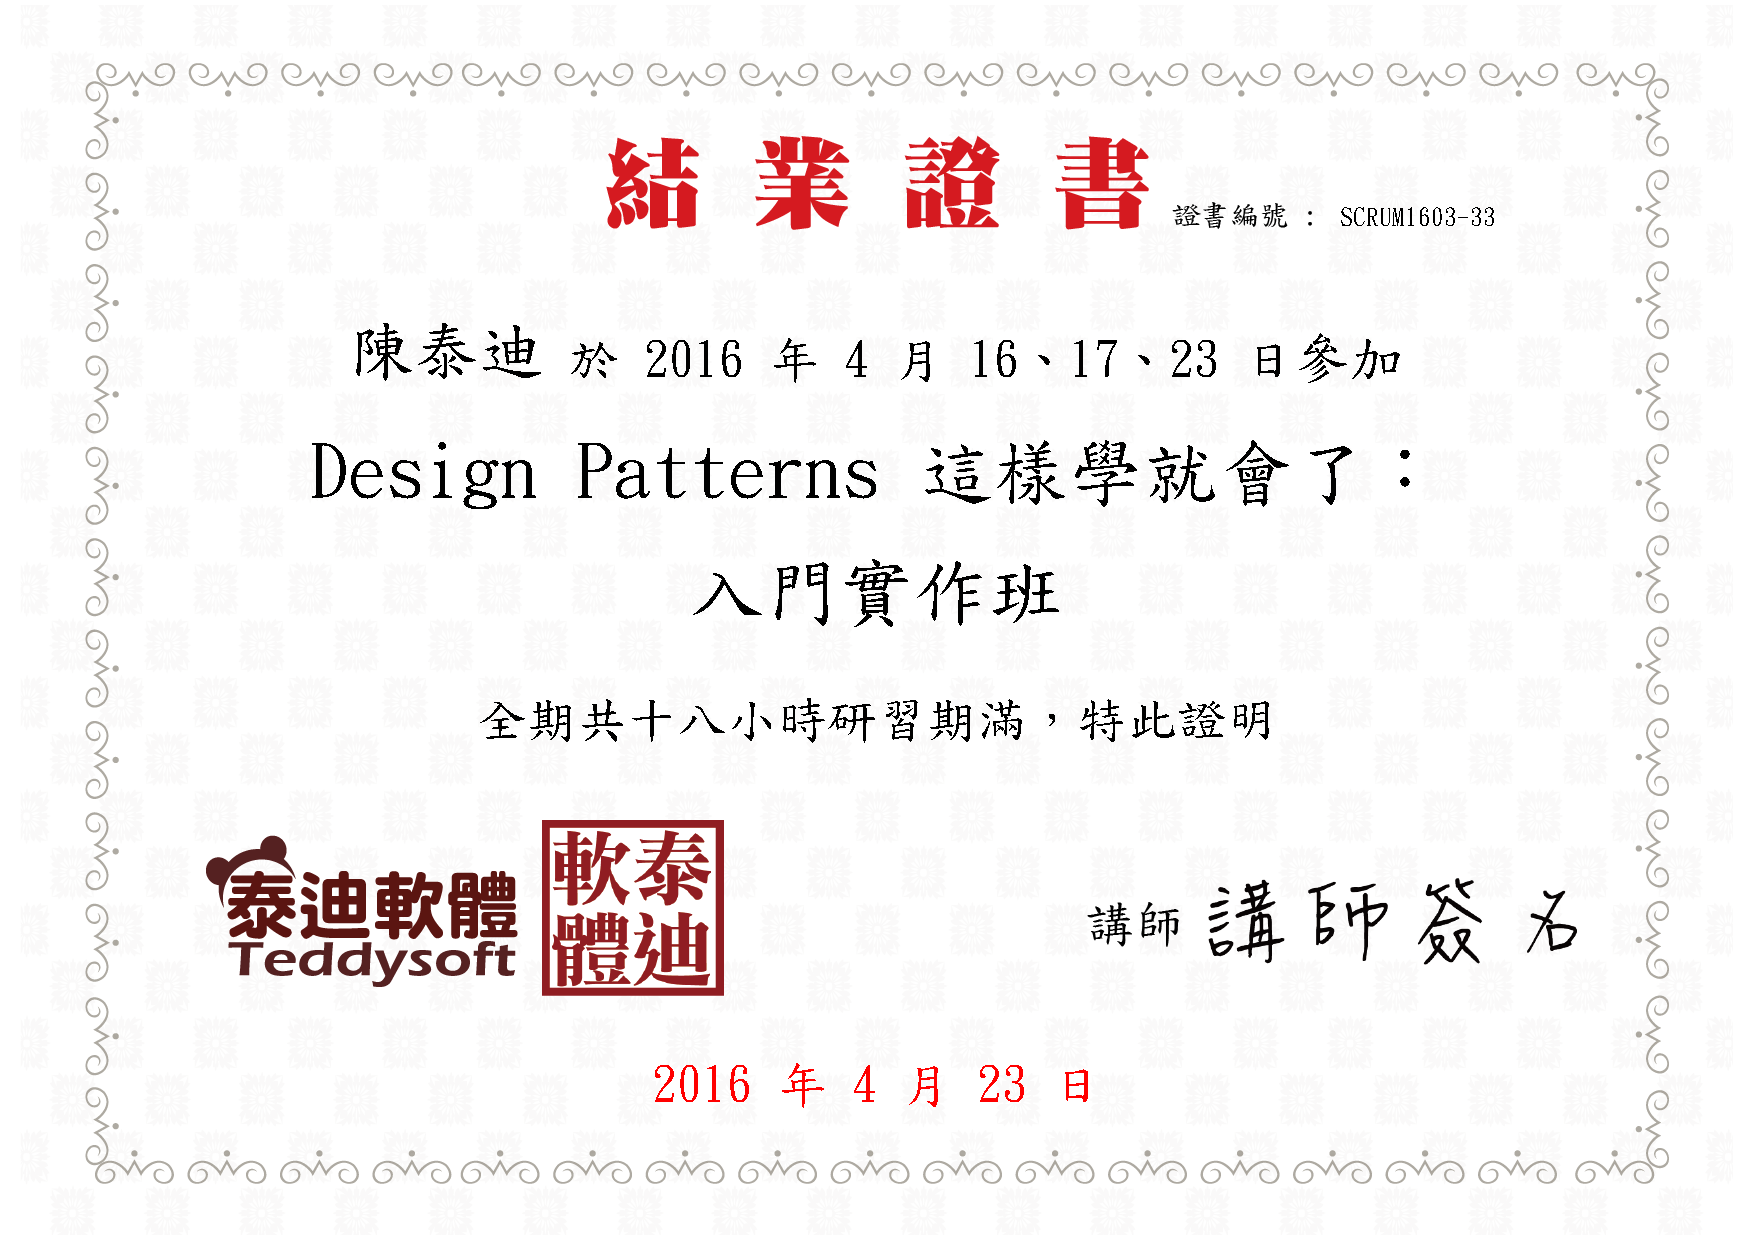 結業證書
證書編號： SCRUM1603-33
陳泰迪 於 2016 年 4 月 16、17、23 日參加
Design Patterns 這樣學就會了：
入門實作班
全期共十八小時研習期滿，特此證明
泰迪軟體
Teddysoft
泰迪軟體
講師 講師簽名
2016 年 4 月 23 日